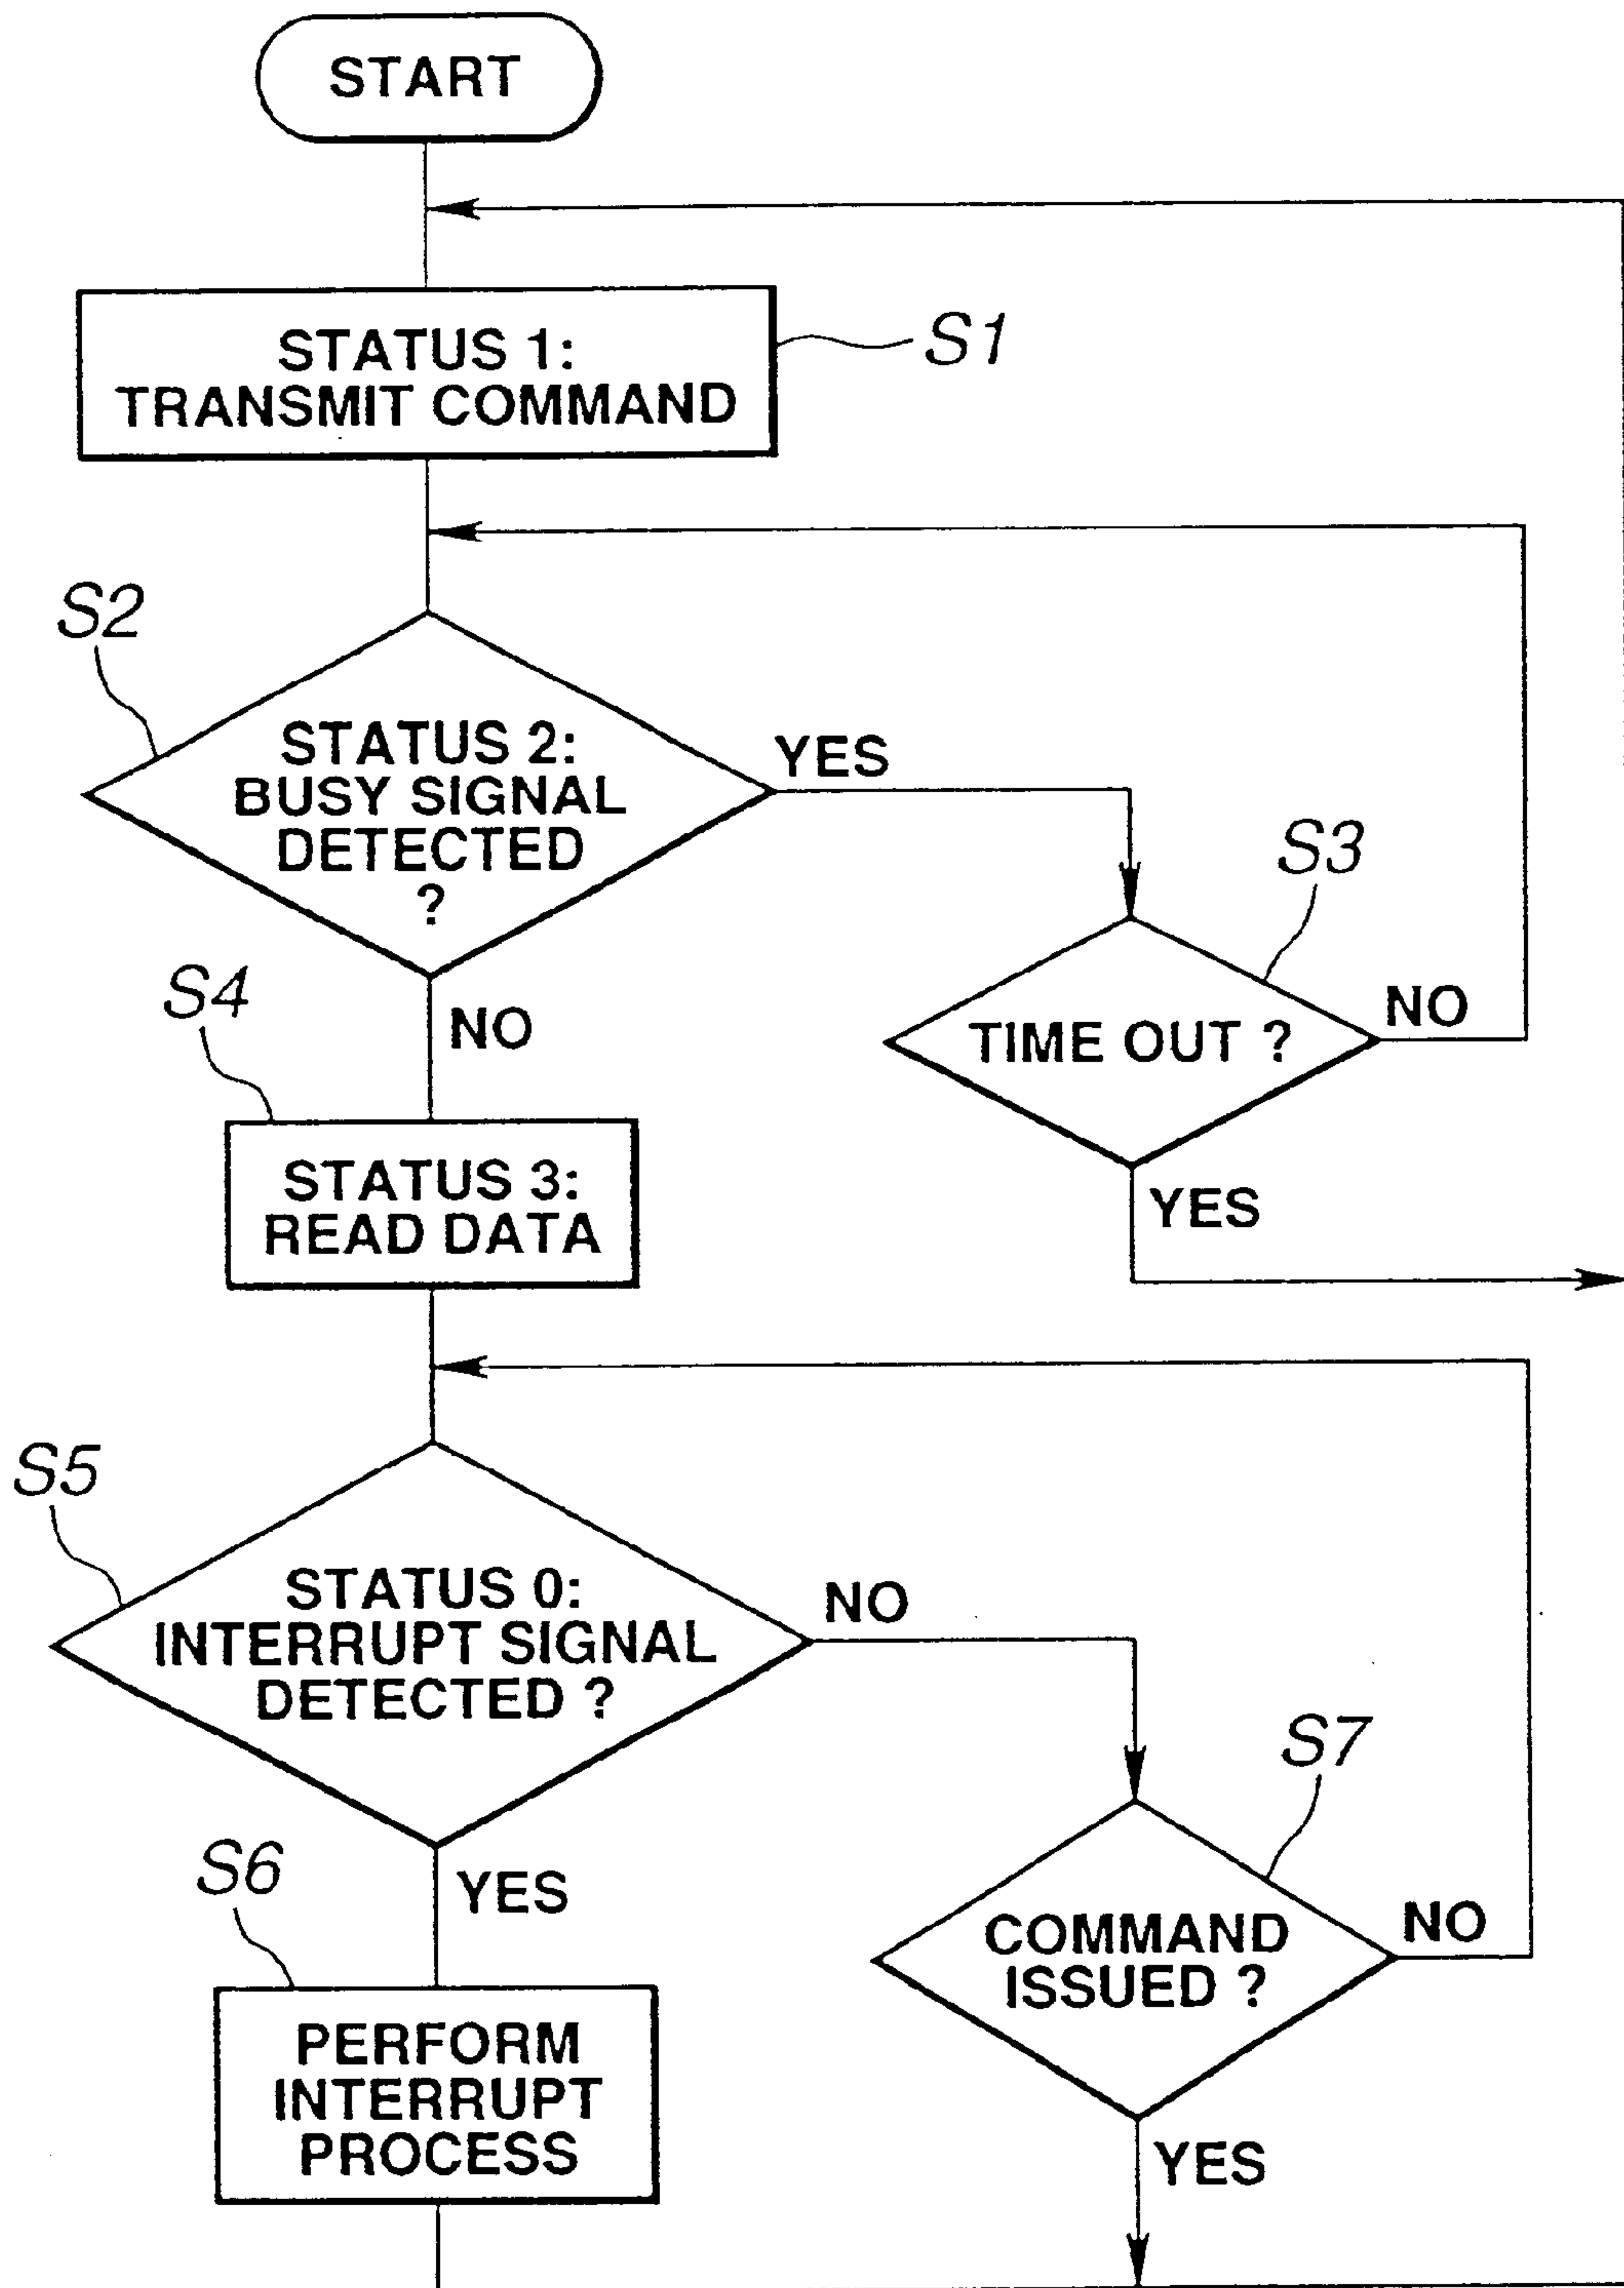 START
STATUS 1:
TRANSMIT COMMAND
S1
S2
STATUS 2:
BUSY SIGNAL
DETECTED
?
YES
S3
TIME OUT ?
NO
YES
NO
S4
STATUS 3:
READ DATA
S5
STATUS 0:
INTERRUPT SIGNAL
DETECTED ?
NO
S7
COMMAND
ISSUED ?
NO
YES
YES
S6
PERFORM
INTERRUPT
PROCESS